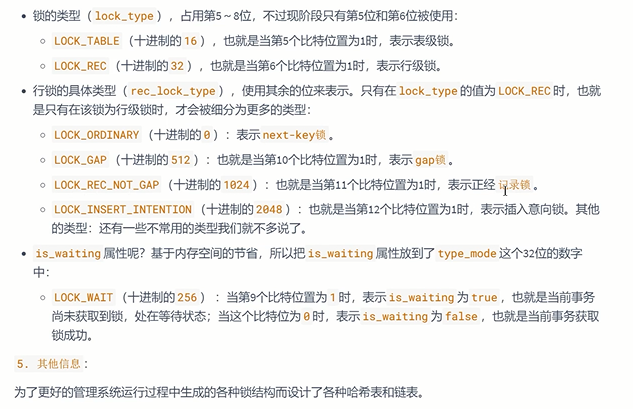 锁的类型（lock_type），占用第5～8位，不过现阶段只有第5位和第6位被使用：
LOCK_TABLE（十进制的16），也就是当第5个比特位置为1时，表示表级锁。
LOCK_REC（十进制的32），也就是当第6个比特位置为1时，表示行级锁。
行锁的具体类型（rec_lock_type），使用其余的位来表示。只有在lock_type的值为LOCK_REC时，也就
是只有在该锁为行级锁时，才会被细分为更多的类型：
LOCK_ORDINARY（十进制的0）：表示next-key锁。
LOCK_GAP（十进制的512）：也就是当第10个比特位置为1时，表示gap锁。
LOCK_REC_NOT_GAP（十进制的1024）：也就是当第11个比特位置为1时，表示正经记录锁。
LOCK_INSERT_INTENTION（十进制的2048）：也就是当第12个比特位置为1时，表示插入意向锁。其他
的类型：还有一些不常用的类型我们就不多说了。
is_waiting属性呢？基于内存空间的节省，所以把is_waiting属性放到了type_mode这个32位的数字
中：
LOCK_WAIT（十进制的256）：当第9个比特位置为1时，表示is_waiting为true，也就是当前事务
尚未获取到锁，处在等待状态；当这个比特位为0时，表示is_waiting为false，也就是当前事务获取
锁成功。
5. 其他信息：
为了更好的管理系统运行过程中生成的各种锁结构而设计了各种哈希表和链表。